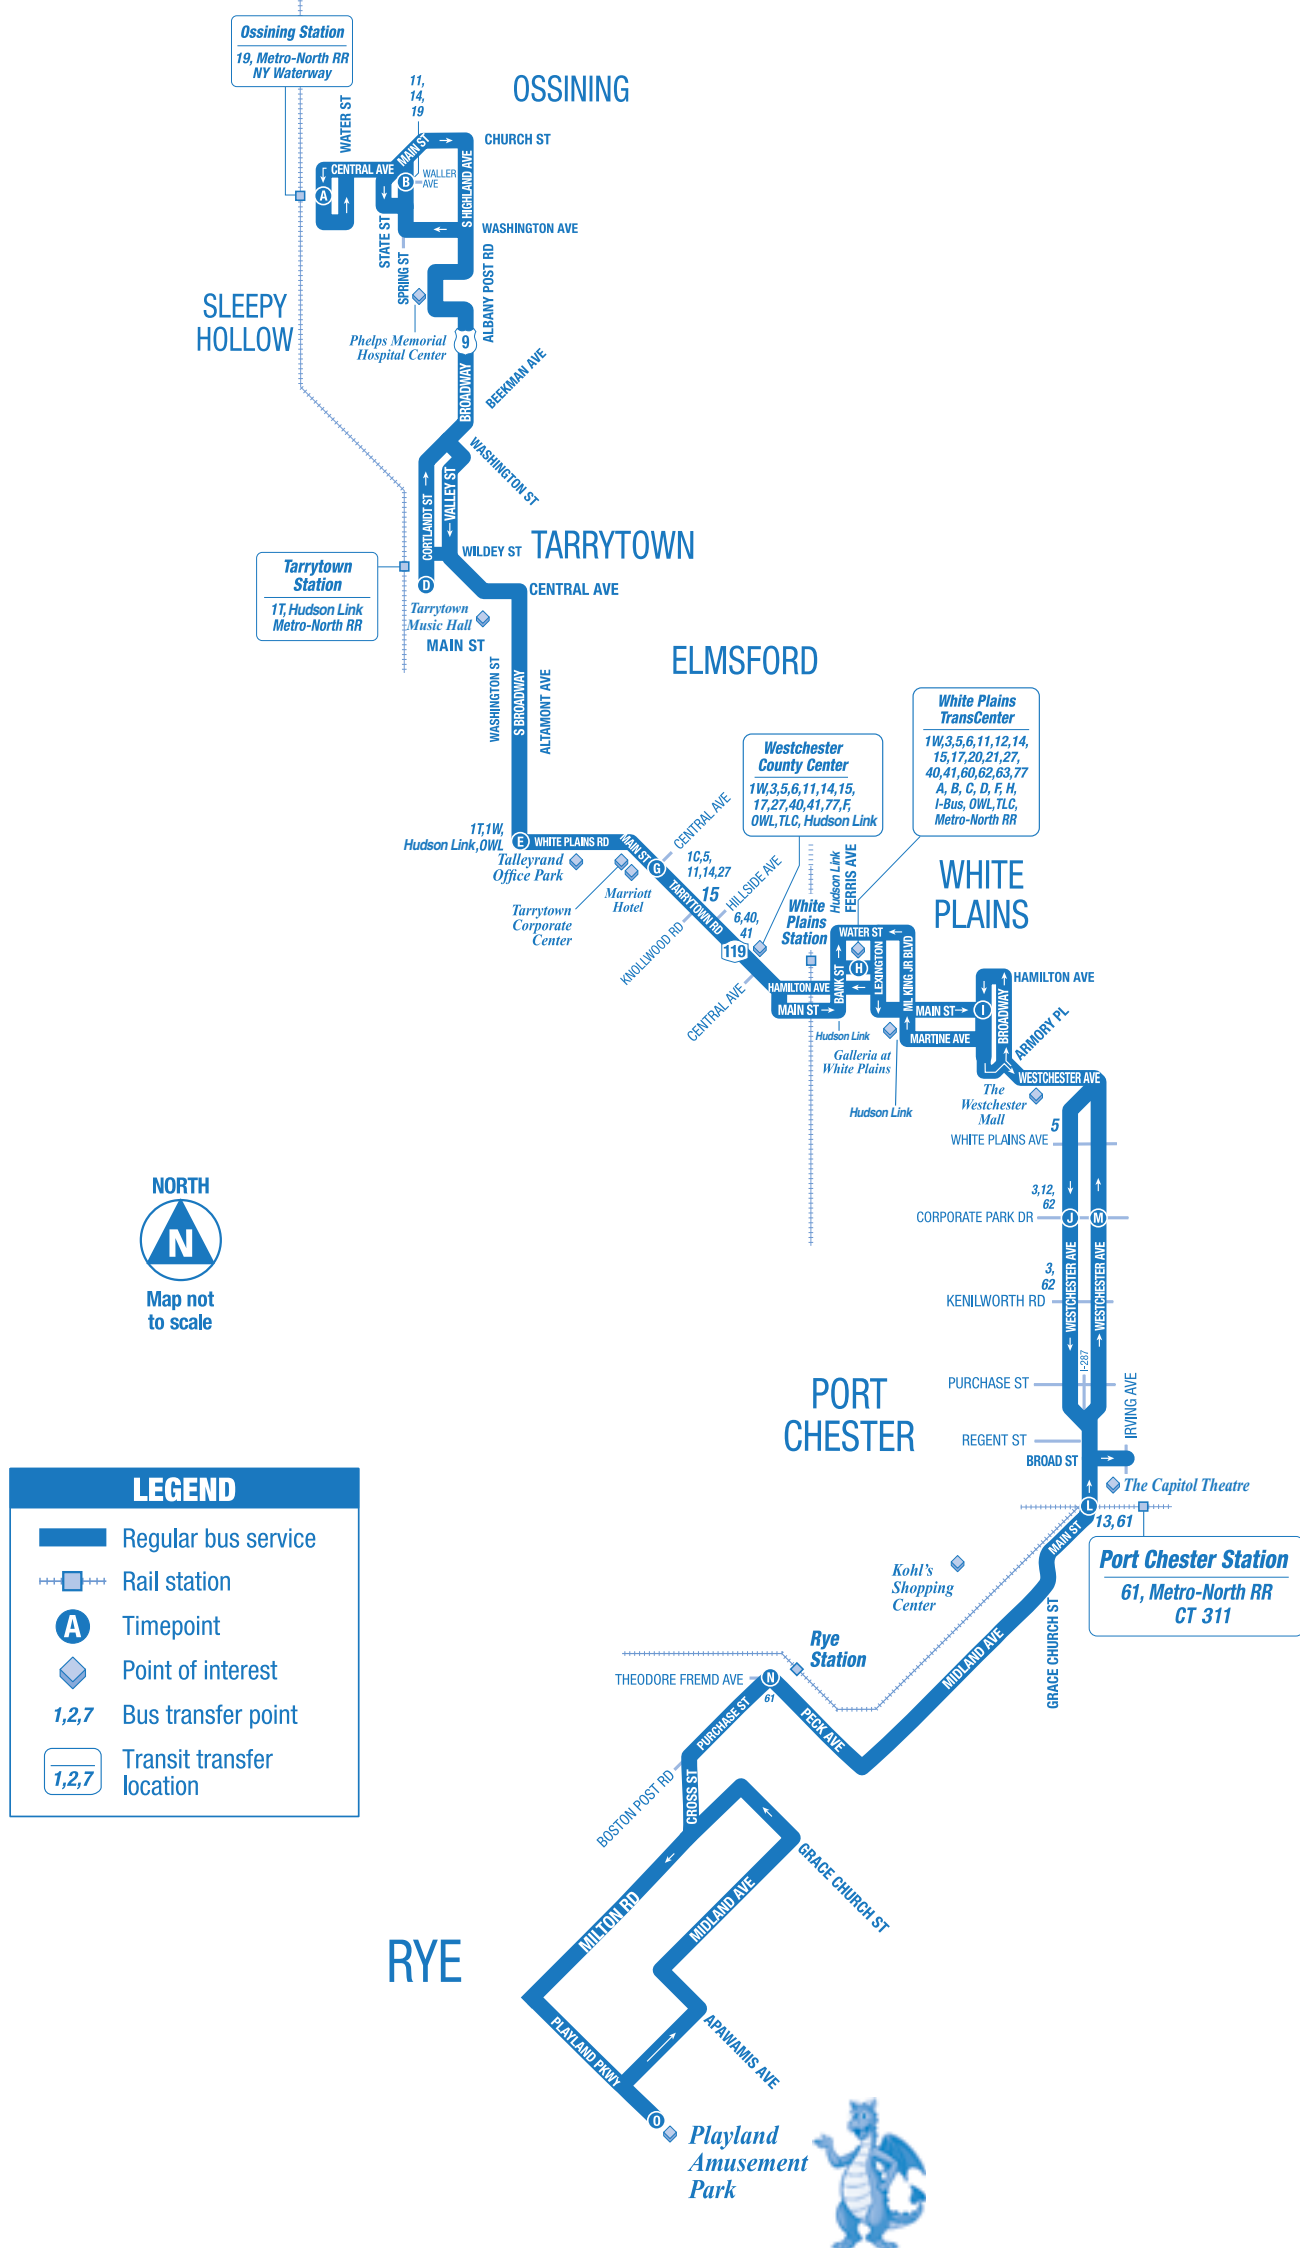 Ossining Station
19, Metro-North RR
NY Waterway
11,
14,
19
OSSINING
WATER ST
MAIN ST
CHURCH ST
CENTRAL AVE
A
B
WALLER
AVE
S HIGHLAND AVE
STATE ST
SPRING ST
WASHINGTON AVE
ALBANY POST RD
SLEEPY
HOLLOW
Phelps Memorial
Hospital Center
9
BROADWAY
BEEKMAN AVE
WASHINGTON ST
CORTLANDT ST
VALLEY ST
WILDEY ST
TARRYTOWN
Tarrytown
Station
1T, Hudson Link
Metro-North RR
D
CENTRAL AVE
Tarrytown
Music Hall
MAIN ST
WASHINGTON ST
S BROADWAY
ALTAMONT AVE
ELMSFORD
White Plains
TransCenter
1W,3,5,6,11,12,14,
15,17,20,21,27,
40,41,60,62,63,77
A, B, C, D, F, H,
I-Bus, OWL,TLC,
Metro-North RR
Westchester
County Center
1W,3,5,6,11,14,15,
17,27,40,41,77,F,
OWL,TLC, Hudson Link
1T,1W,
Hudson Link,OWL
E
WHITE PLAINS RD
MAIN ST
G
CENTRAL AVE
1C,5,
11,14,27
15
Talleyrand
Office Park
Tarrytown
Corporate
Center
Marriott
Hotel
TARRYTOWN RD
HILLSIDE AVE
KNOLLWOOD RD
6,40,
41
119
CENTRAL AVE
White
Plains
Station
Hudson Link
FERRIS AVE
WHITE
PLAINS
WATER ST
H
LEXINGTON
ML KING JR BLVD
BANK ST
HAMILTON AVE
MAIN ST
Hudson Link
MAIN ST
I
HAMILTON AVE
BROADWAY
ARMORY PL
MARTINE AVE
Galleria at
White Plains
Hudson Link
WESTCHESTER AVE
The
Westchester
Mall
5
WHITE PLAINS AVE
3,12,
62
CORPORATE PARK DR
J
M
WESTCHESTER AVE
WESTCHESTER AVE
3,
62
KENILWORTH RD
I-287
PURCHASE ST
IRVING AVE
REGENT ST
BROAD ST
NORTH
N
Map not
to scale
PORT
CHESTER
The Capitol Theatre
L
13,61
Port Chester Station
61, Metro-North RR
CT 311
MAIN ST
GRACE CHURCH ST
MIDLAND AVE
Kohl's
Shopping
Center
Rye
Station
THEODORE FREMD AVE
N
61
PURCHASE ST
PECK AVE
BOSTON POST RD
CROSS ST
MILTON RD
GRACE CHURCH ST
MIDLAND AVE
RYE
PLAYLAND PKWY
APAWAMIS AVE
O
Playland
Amusement
Park
LEGEND
Regular bus service
Rail station
A
Timepoint
Point of interest
1,2,7
Bus transfer point
1,2,7
Transit transfer
location